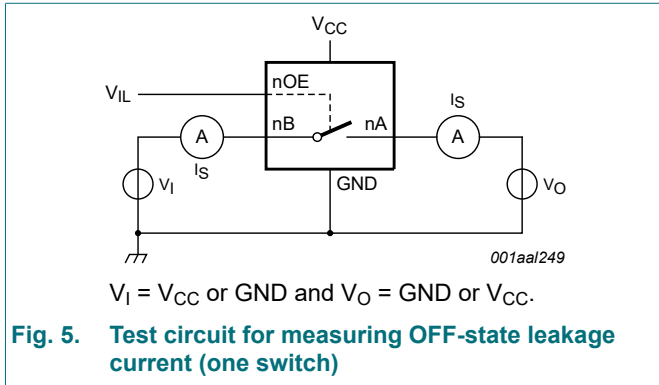 VCC
nOE
VIL
IS
nB
nA
A
A
IS
VI
GND
VO
001aal249
VI = VCC or GND and VO = GND or VCC.
Fig. 5. Test circuit for measuring OFF-state leakage
current (one switch)